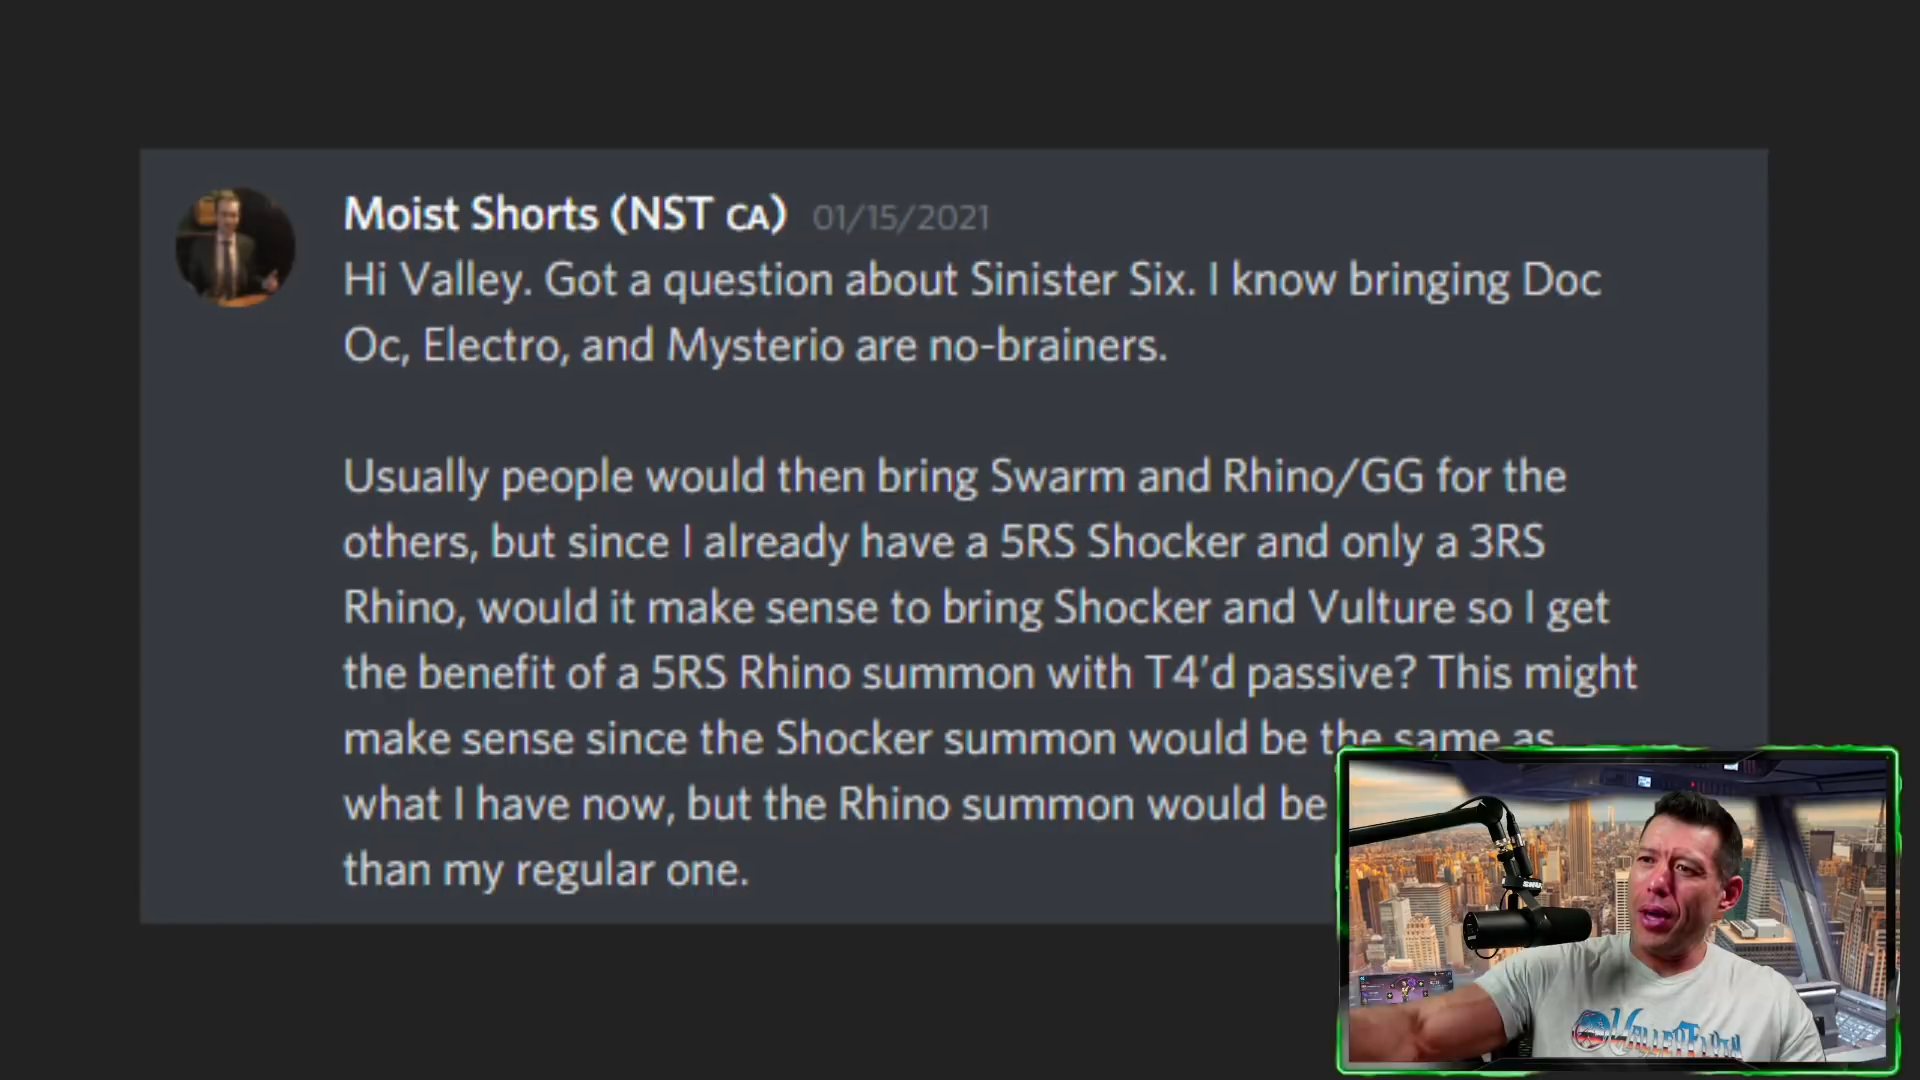 Moist Shorts (NST CA) 01/15/2021
Hi Valley. Got a question about Sinister Six. I know bringing Doc
Oc, Electro, and Mysterio are no-brainers.
Usually people would then bring Swarm and Rhino/GG for the
others, but since I already have a 5RS Shocker and only a 3RS
Rhino, would it make sense to bring Shocker and Vulture so I get
the benefit of a 5RS Rhino summon with T4'd passive? This might
make sense since the Shocker summon would be the same as
what I have now, but the Rhino summon would be
than my regular one.
VALLEYFLYIN